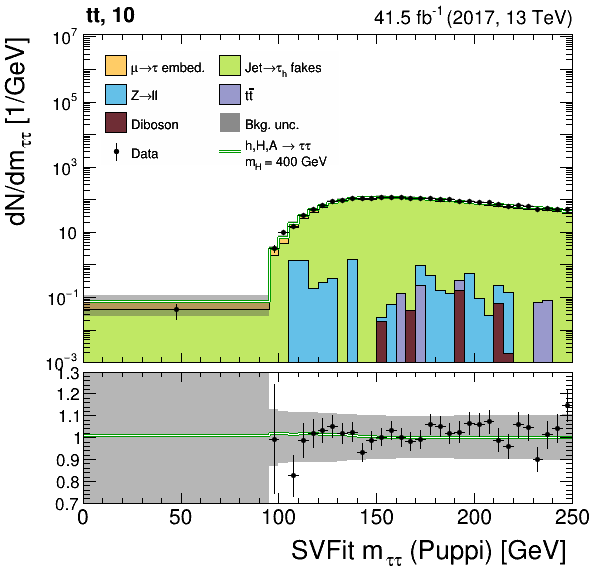 tt, 10
41.5 fb⁻¹ (2017, 13 TeV)
dN/dm_ττ [1/GeV]
10⁷
10⁵
10³
10
10⁻¹
10⁻³
μ→τ embed.
Jet→τ_h fakes
Z→ll
tt̄
Diboson
Bkg. unc.
Data
h,H,A → ττ
m_H = 400 GeV
1.3
1.2
1.1
1
0.9
0.8
0.7
0 50 100 150 200 250
SVFit m_ττ (Puppi) [GeV]